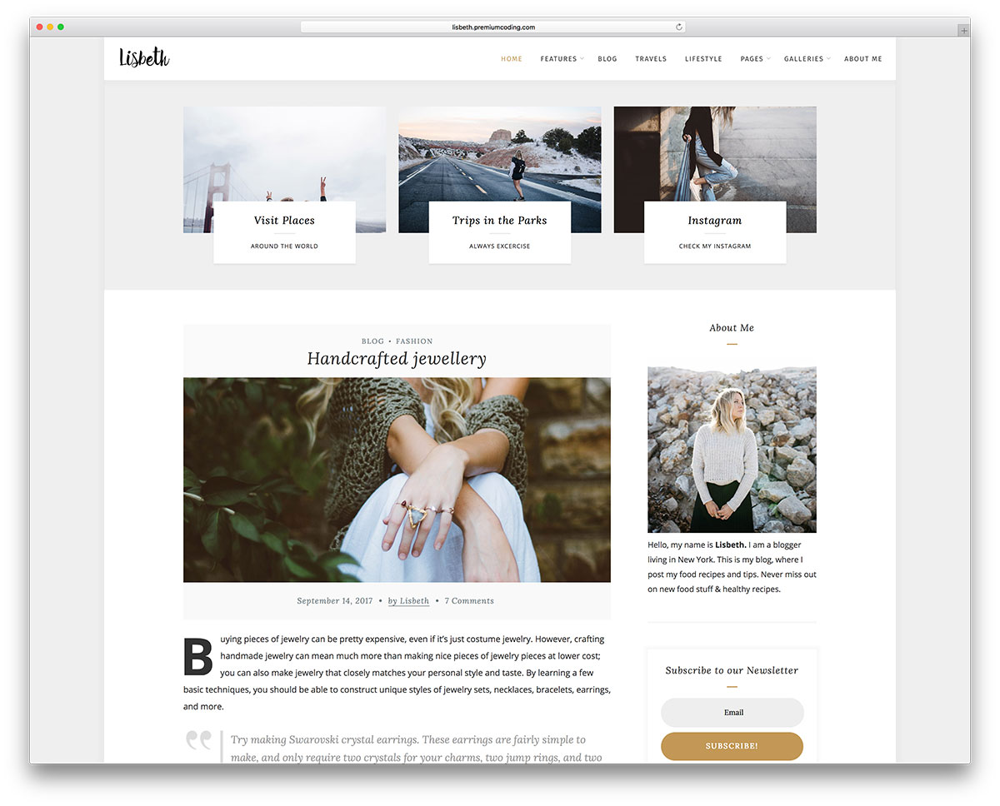 lisbeth.premiumcoding.com
Lisbeth
HOME FEATURES BLOG TRAVELS LIFESTYLE PAGES GALLERIES ABOUT ME
Visit Places
AROUND THE WORLD
Trips in the Parks
ALWAYS EXCERCISE
Instagram
CHECK MY INSTAGRAM
BLOG • FASHION
Handcrafted jewellery
September 14, 2017 • by Lisbeth • 7 Comments
Buying pieces of jewelry can be pretty expensive, even if it's just costume jewelry. However, crafting
handmade jewelry can mean much more than making nice pieces of jewelry pieces at lower cost;
you can also make jewelry that closely matches your personal style and taste. By learning a few
basic techniques, you should be able to construct unique styles of jewelry sets, necklaces, bracelets, earrings,
and more.
Try making Swarovski crystal earrings. These earrings are fairly simple to
make, and only require two crystals for your charms, two jump rings, and two
About Me
Hello, my name is Lisbeth. I am a blogger
living in New York. This is my blog, where I
post my food recipes and tips. Never miss out
on new food stuff & healthy recipes.
Subscribe to our Newsletter
Email
SUBSCRIBE!